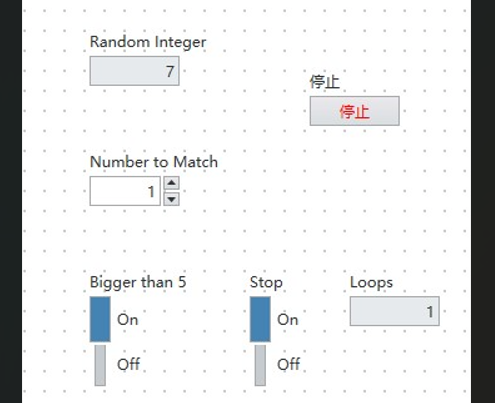 Random Integer
7
停止
停止
Number to Match
1
Bigger than 5
Stop
Loops
On
On
1
Off
Off